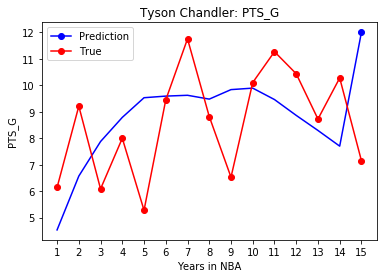 Tyson Chandler: PTS_G
Prediction
True
PTS_G
12
11
10
9
8
7
6
5
1 2 3 4 5 6 7 8 9 10 11 12 13 14 15
Years in NBA